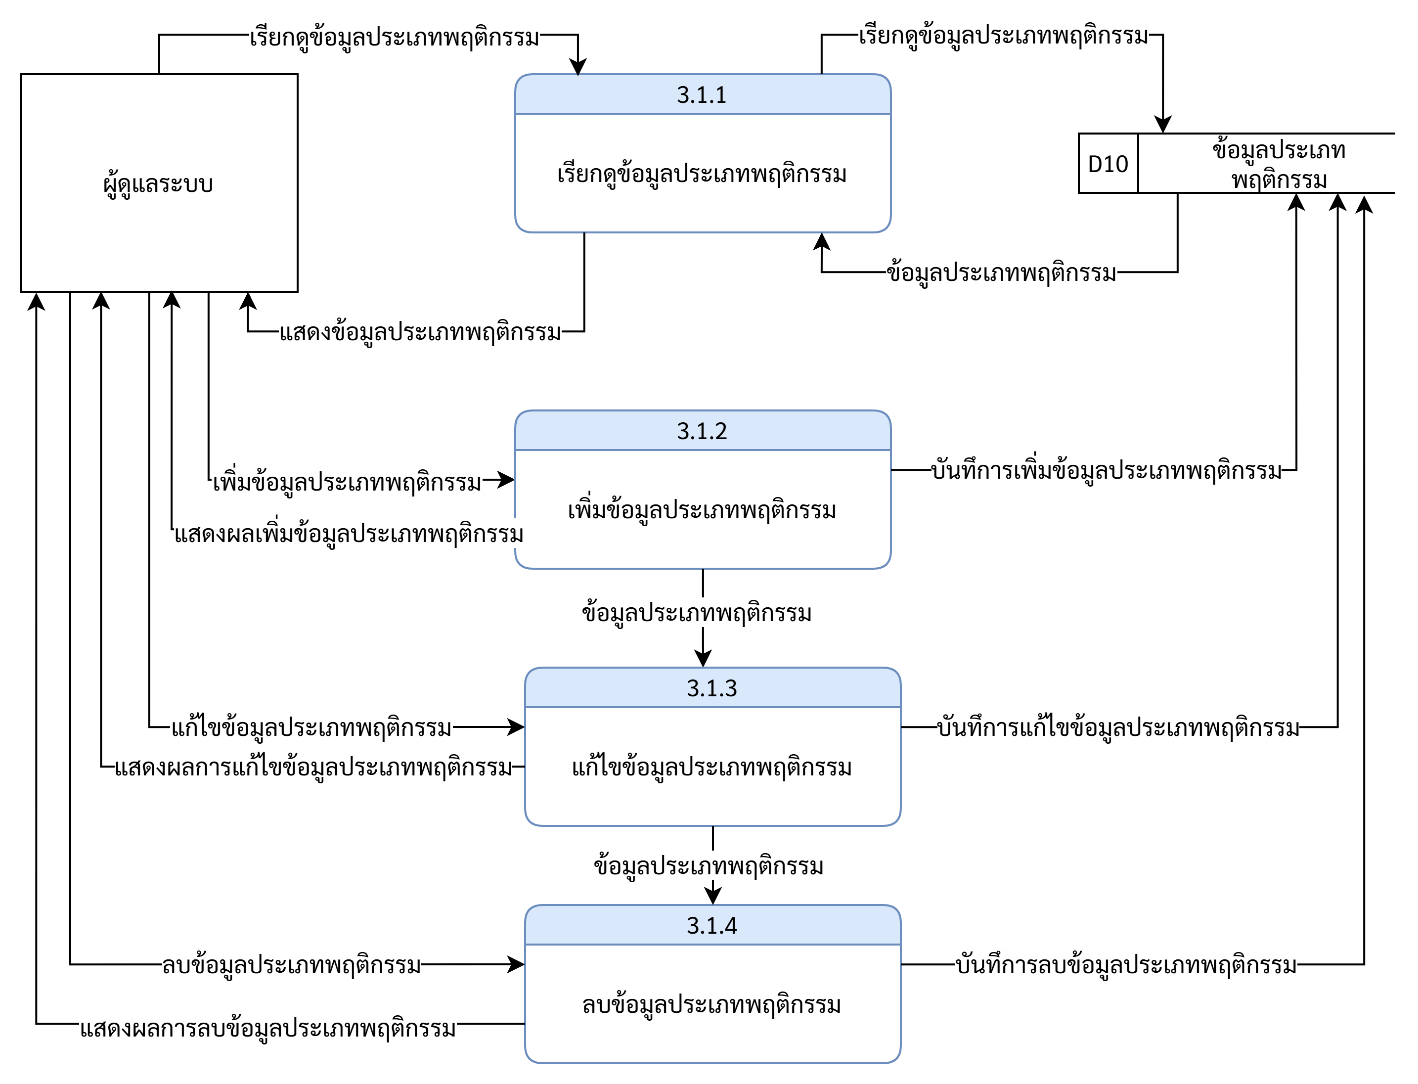 เรียกดูข้อมูลประเภทพฤติกรรม
เรียกดูข้อมูลประเภทพฤติกรรม
3.1.1
เรียกดูข้อมูลประเภทพฤติกรรม
ผู้ดูแลระบบ
D10
ข้อมูลประเภท
พฤติกรรม
ข้อมูลประเภทพฤติกรรม
แสดงข้อมูลประเภทพฤติกรรม
3.1.2
เพิ่มข้อมูลประเภทพฤติกรรม
บันทึการเพิ่มข้อมูลประเภทพฤติกรรม
เพิ่มข้อมูลประเภทพฤติกรรม
แสดงผลเพิ่มข้อมูลประเภทพฤติกรรม
ข้อมูลประเภทพฤติกรรม
3.1.3
แก้ไขข้อมูลประเภทพฤติกรรม
บันทึการแก้ไขข้อมูลประเภทพฤติกรรม
แสดงผลการแก้ไขข้อมูลประเภทพฤติกรรม
แก้ไขข้อมูลประเภทพฤติกรรม
ข้อมูลประเภทพฤติกรรม
3.1.4
ลบข้อมูลประเภทพฤติกรรม
บันทึการลบข้อมูลประเภทพฤติกรรม
ลบข้อมูลประเภทพฤติกรรม
แสดงผลการลบข้อมูลประเภทพฤติกรรม